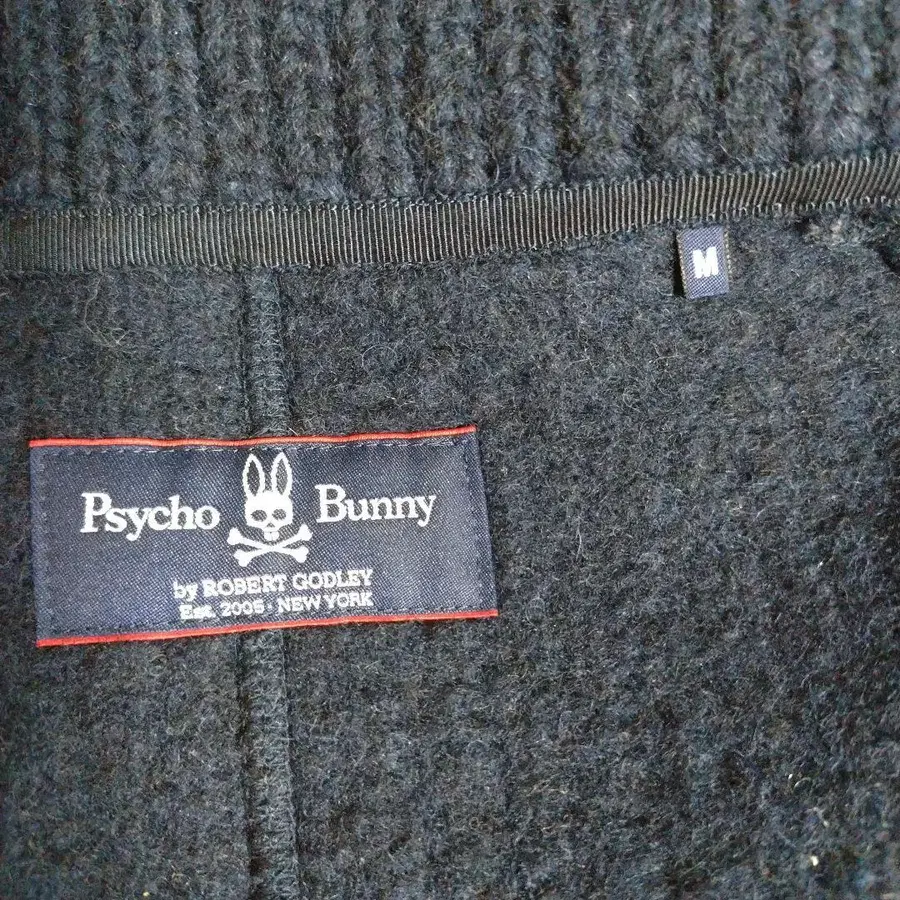 M
Psycho Bunny
by ROBERT GODLEY
Est. 2005 · NEW YORK